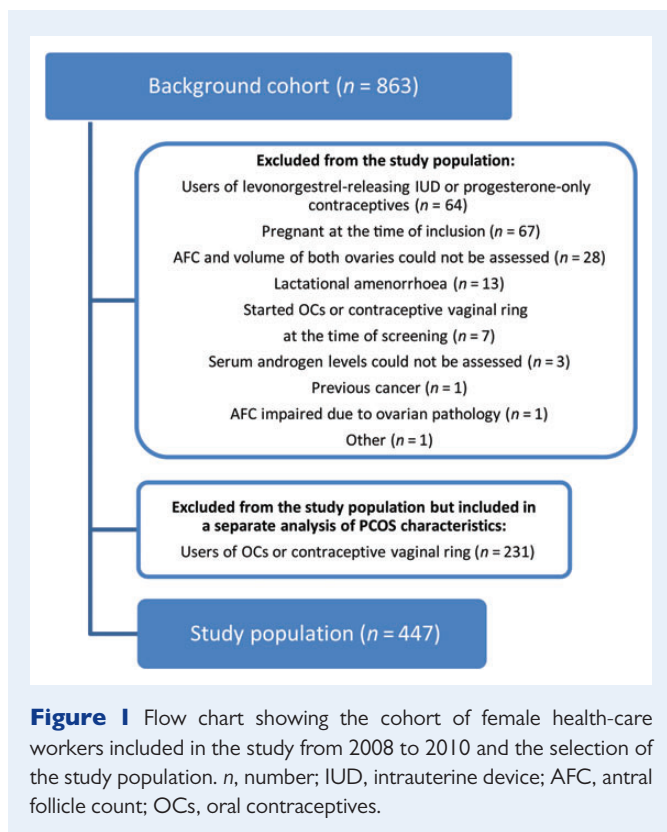 Background cohort (n = 863)
Excluded from the study population:
Users of levonorgestrel-releasing IUD or progesterone-only
contraceptives (n = 64)
Pregnant at the time of inclusion (n = 67)
AFC and volume of both ovaries could not be assessed (n = 28)
Lactational amenorrhoea (n = 13)
Started OCs or contraceptive vaginal ring
at the time of screening (n = 7)
Serum androgen levels could not be assessed (n = 3)
Previous cancer (n = 1)
AFC impaired due to ovarian pathology (n = 1)
Other (n = 1)
Excluded from the study population but included in
a separate analysis of PCOS characteristics:
Users of OCs or contraceptive vaginal ring (n = 231)
Study population (n = 447)
Figure 1 Flow chart showing the cohort of female health-care
workers included in the study from 2008 to 2010 and the selection of
the study population. n, number; IUD, intrauterine device; AFC, antral
follicle count; OCs, oral contraceptives.